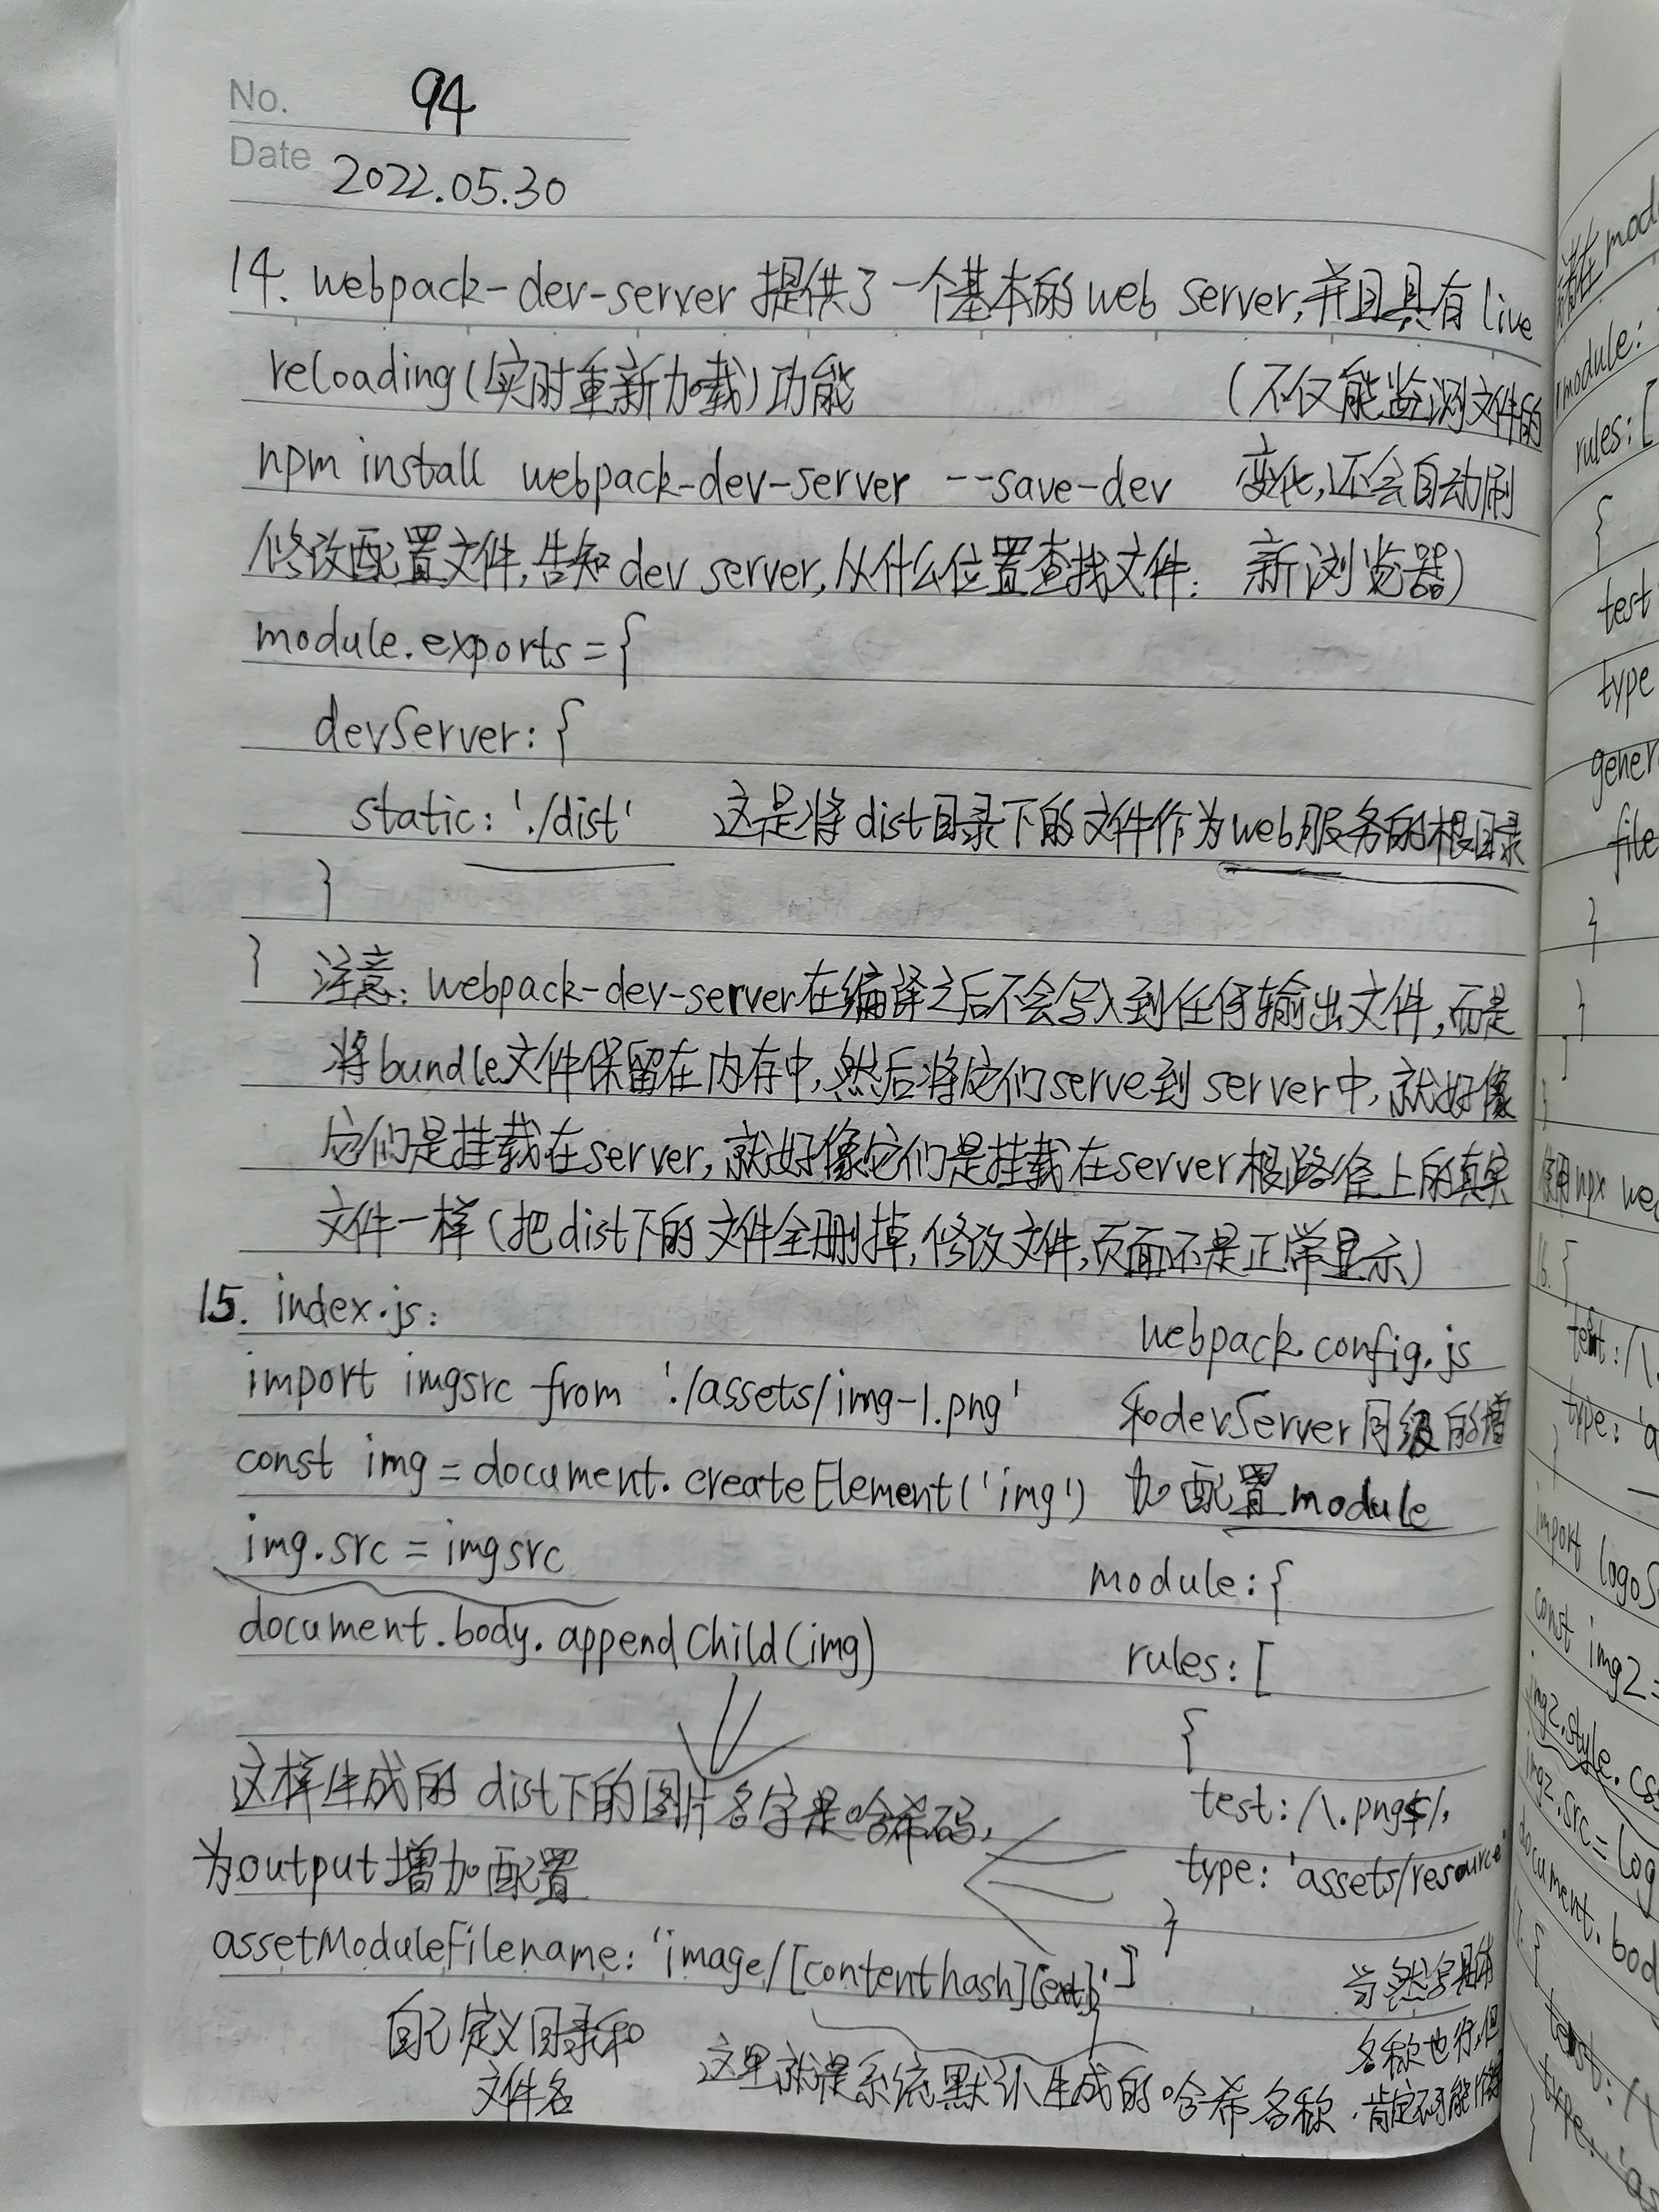 No. 94
Date 2022.05.30
14. webpack-dev-server 提供了一个基本的 web server, 并且具有 live
reloading(实时重新加载)功能
(不仅能监测文件的
npm install webpack-dev-server --save-dev
变化,还会自动刷
修改配置文件,告知 dev server, 从什么位置查找文件:
新浏览器)
module.exports = {
devServer: {
static: './dist' 这是将 dist 目录下的文件作为 web 服务的根目录
}
} 注意: webpack-dev-server在编译之后不会写入到任何输出文件,而是
将bundle文件保留在内存中,然后将它们serve到 server中,就好像
它们是挂载在server,就好像它们是挂载在server根路径上的真实
文件一样(把dist下的文件全删掉,修改文件,页面还是正常显示)
15. index.js:
import imgsrc from './assets/img-1.png'
const img = document.createElement('img')
img.src = imgsrc
document.body.appendChild(img)
webpack.config.js
和devServer同级的增
加配置module
module: {
rules: [
{
test: /\.png$/,
type: 'assets/resource'
}
]
}
这样生成的 dist下的图片名字是哈希码,
为output增加配置
assetModuleFilename: 'image/[contenthash][ext]'
自己定义目录和
文件名
这里就是系统默认生成的哈希名称.
当然写具体
名称也行,但
肯定不能
在 mod
module:
rules: [
{
test
type
gener
file
}
}
]
}
使用npx we
16. {
test: /\.
type: 'a
}
import logoS
const img2 =
img2.style.cs
img2.src = log
document.bod
17. {
test: /\
type: 'as
}